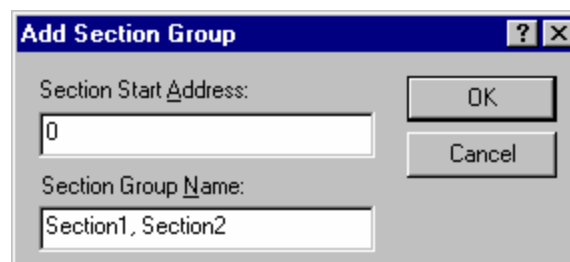 Add Section Group
Section Start Address:
OK
0
Cancel
Section Group Name:
Section1, Section2